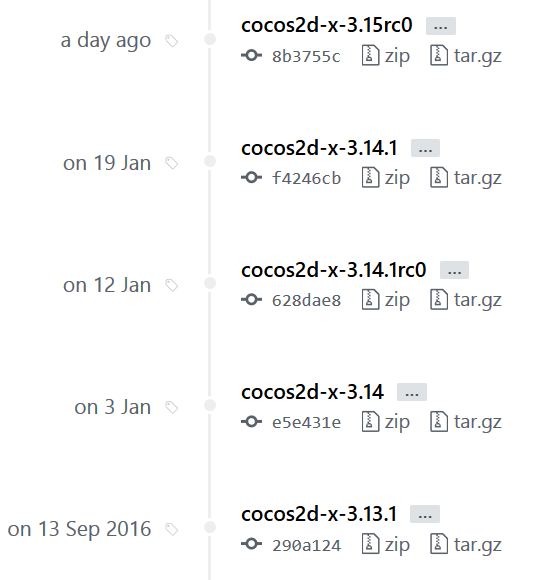 cocos2d-x-3.15rc0 ...
a day ago
8b3755c zip tar.gz
cocos2d-x-3.14.1 ...
on 19 Jan
f4246cb zip tar.gz
cocos2d-x-3.14.1rc0 ...
on 12 Jan
628dae8 zip tar.gz
cocos2d-x-3.14 ...
on 3 Jan
e5e431e zip tar.gz
cocos2d-x-3.13.1 ...
on 13 Sep 2016
290a124 zip tar.gz